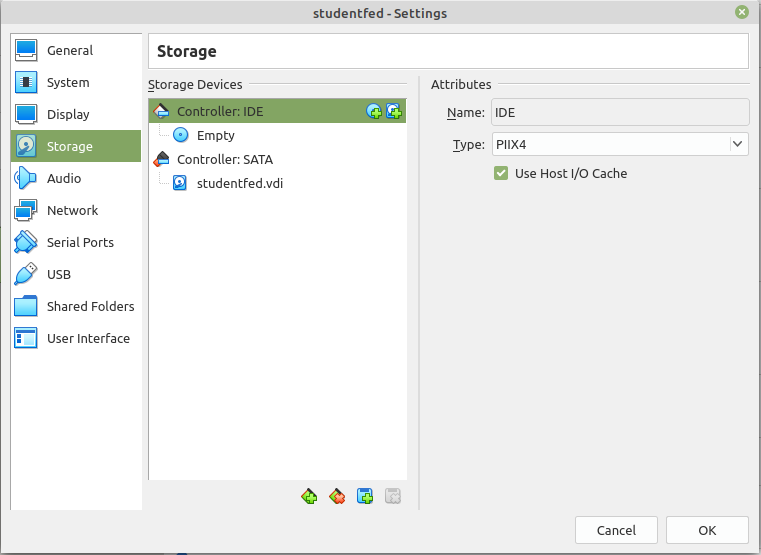 studentfed - Settings
General
System
Display
Storage
Audio
Network
Serial Ports
USB
Shared Folders
User Interface
Storage
Storage Devices
Controller: IDE
Empty
Controller: SATA
studentfed.vdi
Attributes
Name: IDE
Type: PIIX4
Use Host I/O Cache
Cancel
OK